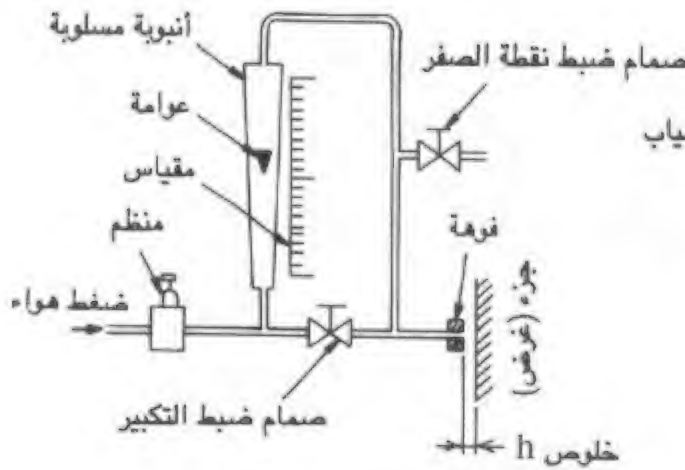 أنبوبة مسلوبة
صمام ضبط نقطة الصفر
عوامة
مقياس
منظم
فوهة
ضغط هواء
جزء (غرض)
صمام ضبط التكبير
خلوص h